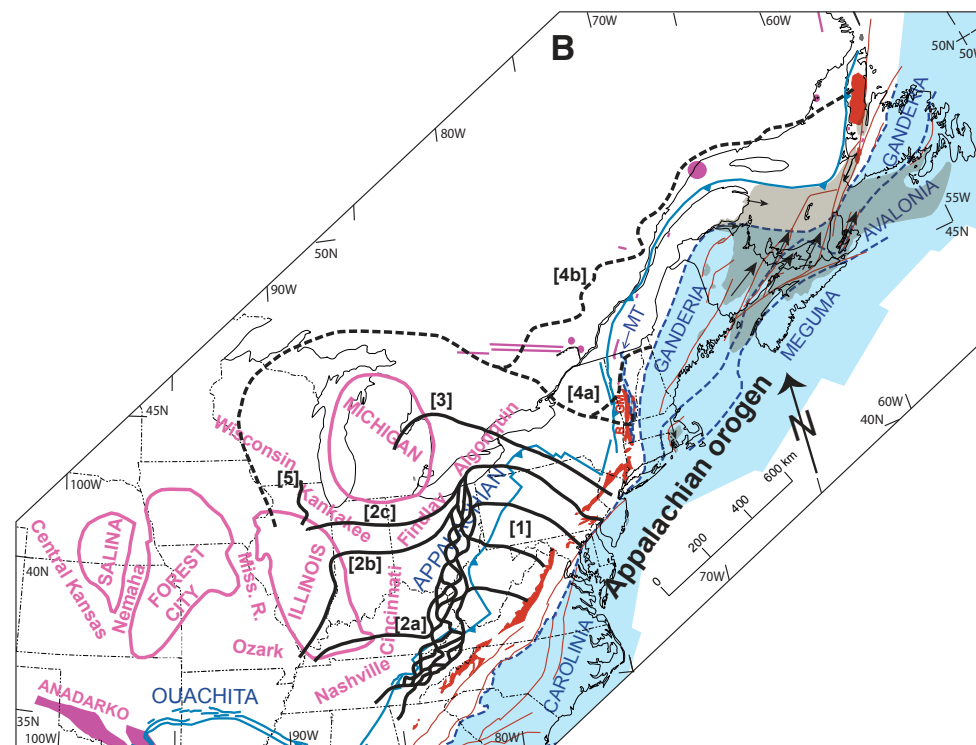 B
70W
60W
50N
50W
80W
50N
90W
45N
100W
40N
35N
100W
90W
80W
70W
60W
40N
55W
45N
GANDERIA
AVALONIA
MEGUMA
GANDERIA
MT
CAROLINIA
Appalachian orogen
N
0
200
400
600 km
[4b]
[4a]
[3]
[5]
[2c]
[2b]
[2a]
[1]
GM
B
MICHIGAN
Wisconsin
Kankakee
Algonquin
Findlay
APPALACHIAN
Cincinnati
Nashville
ILLINOIS
Miss. R.
Ozark
FOREST
CITY
Nemaha
SALINA
Central Kansas
ANADARKO
OUACHITA